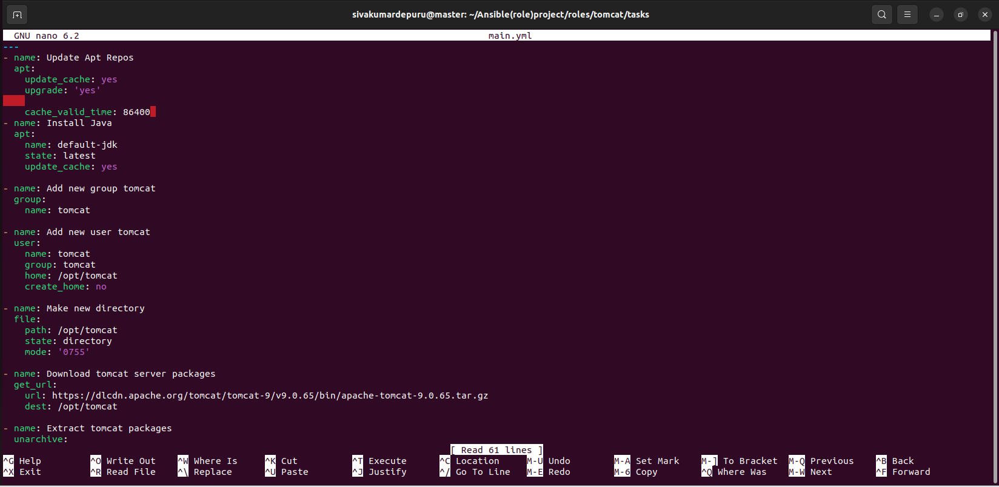 sivakumardepuru@master: ~/Ansible(role)project/roles/tomcat/tasks
GNU nano 6.2 main.yml
---
- name: Update Apt Repos
  apt:
    update_cache: yes
    upgrade: 'yes'

    cache_valid_time: 86400
- name: Install Java
  apt:
    name: default-jdk
    state: latest
    update_cache: yes

- name: Add new group tomcat
  group:
    name: tomcat

- name: Add new user tomcat
  user:
    name: tomcat
    group: tomcat
    home: /opt/tomcat
    create_home: no

- name: Make new directory
  file:
    path: /opt/tomcat
    state: directory
    mode: '0755'

- name: Download tomcat server packages
  get_url:
    url: https://dlcdn.apache.org/tomcat/tomcat-9/v9.0.65/bin/apache-tomcat-9.0.65.tar.gz
    dest: /opt/tomcat

- name: Extract tomcat packages
  unarchive:
[ Read 61 lines ]
^G Help ^O Write Out ^W Where Is ^K Cut ^T Execute ^C Location M-U Undo M-A Set Mark M-] To Bracket M-Q Previous ^B Back
^X Exit ^R Read File ^\ Replace ^U Paste ^J Justify ^/ Go To Line M-E Redo M-6 Copy ^Q Where Was M-W Next ^F Forward